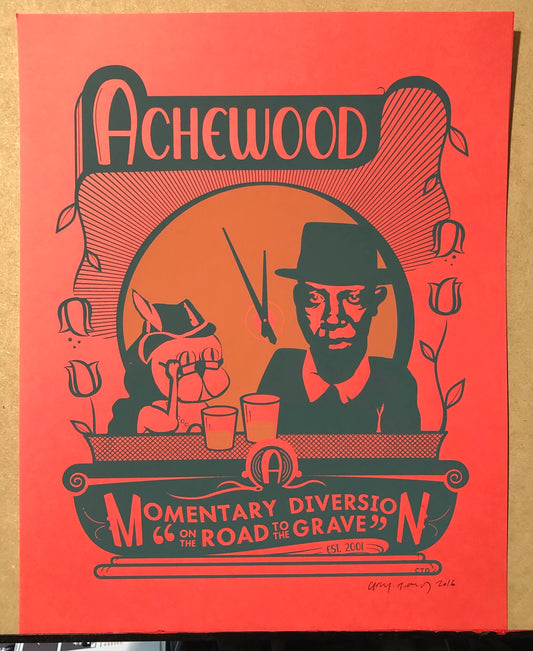 ACHEWOOD
A
MOMENTARY DIVERSION
“ON THE ROAD TO THE GRAVE”
EST. 2001
CTO
2016